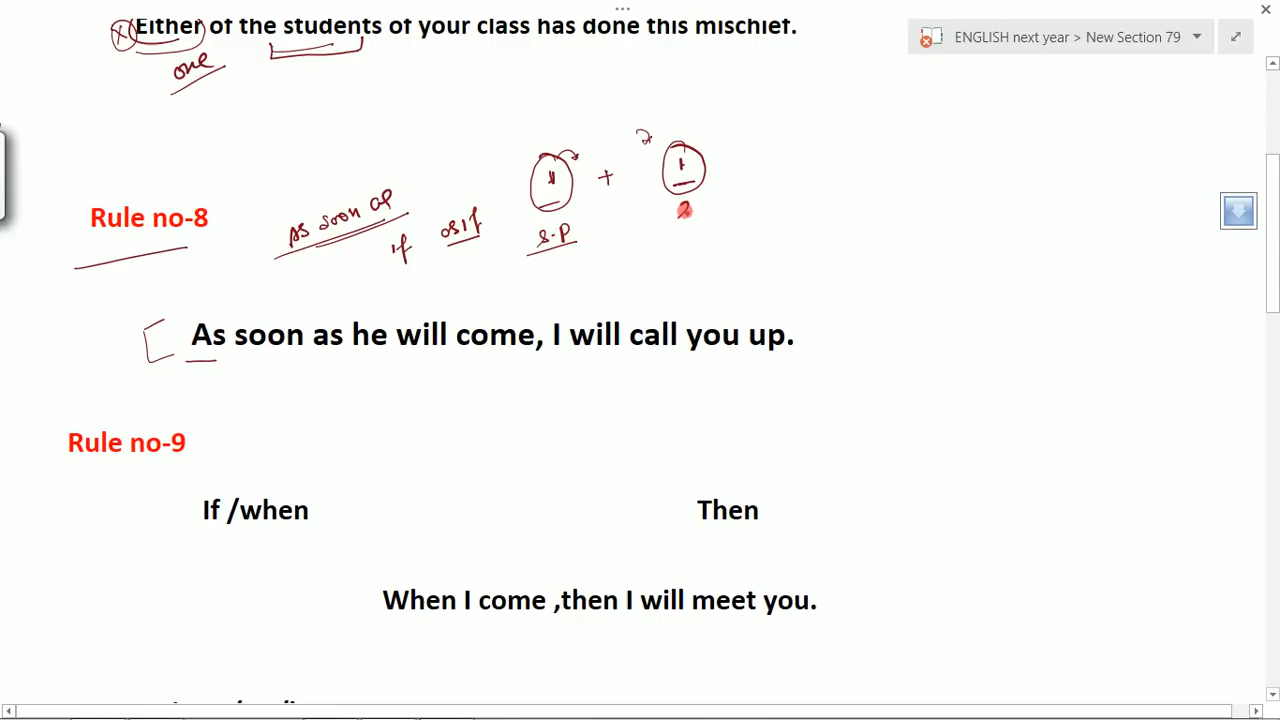 Either of the students of your class has done this mischief.
ENGLISH next year > New Section 79
one
+
Rule no-8
As soon as
if
as if
S.P
As soon as he will come, I will call you up.
Rule no-9
If /when Then
When I come ,then I will meet you.